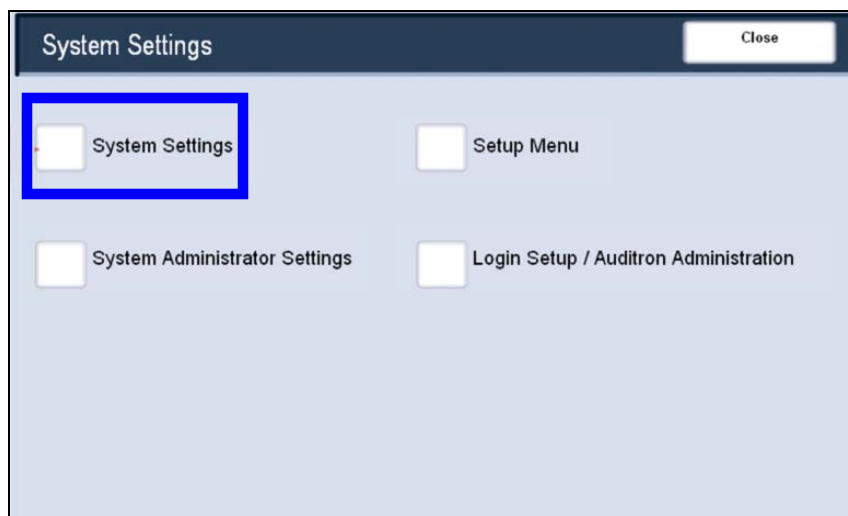 System Settings
Close
System Settings
Setup Menu
System Administrator Settings
Login Setup / Auditron Administration